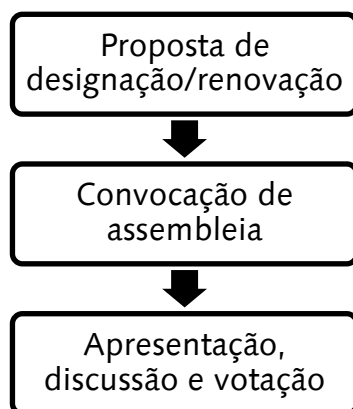 Proposta de
designação/renovação
Convocação de
assembleia
Apresentação,
discussão e votação